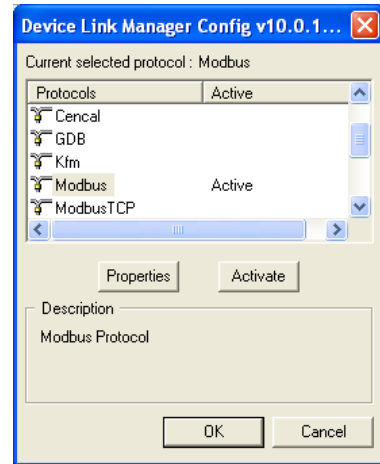 Device Link Manager Config v10.0.1...
Current selected protocol : Modbus
Protocols Active
Cencal
GDB
Kfm
Modbus Active
ModbusTCP
Properties Activate
Description
Modbus Protocol
OK Cancel